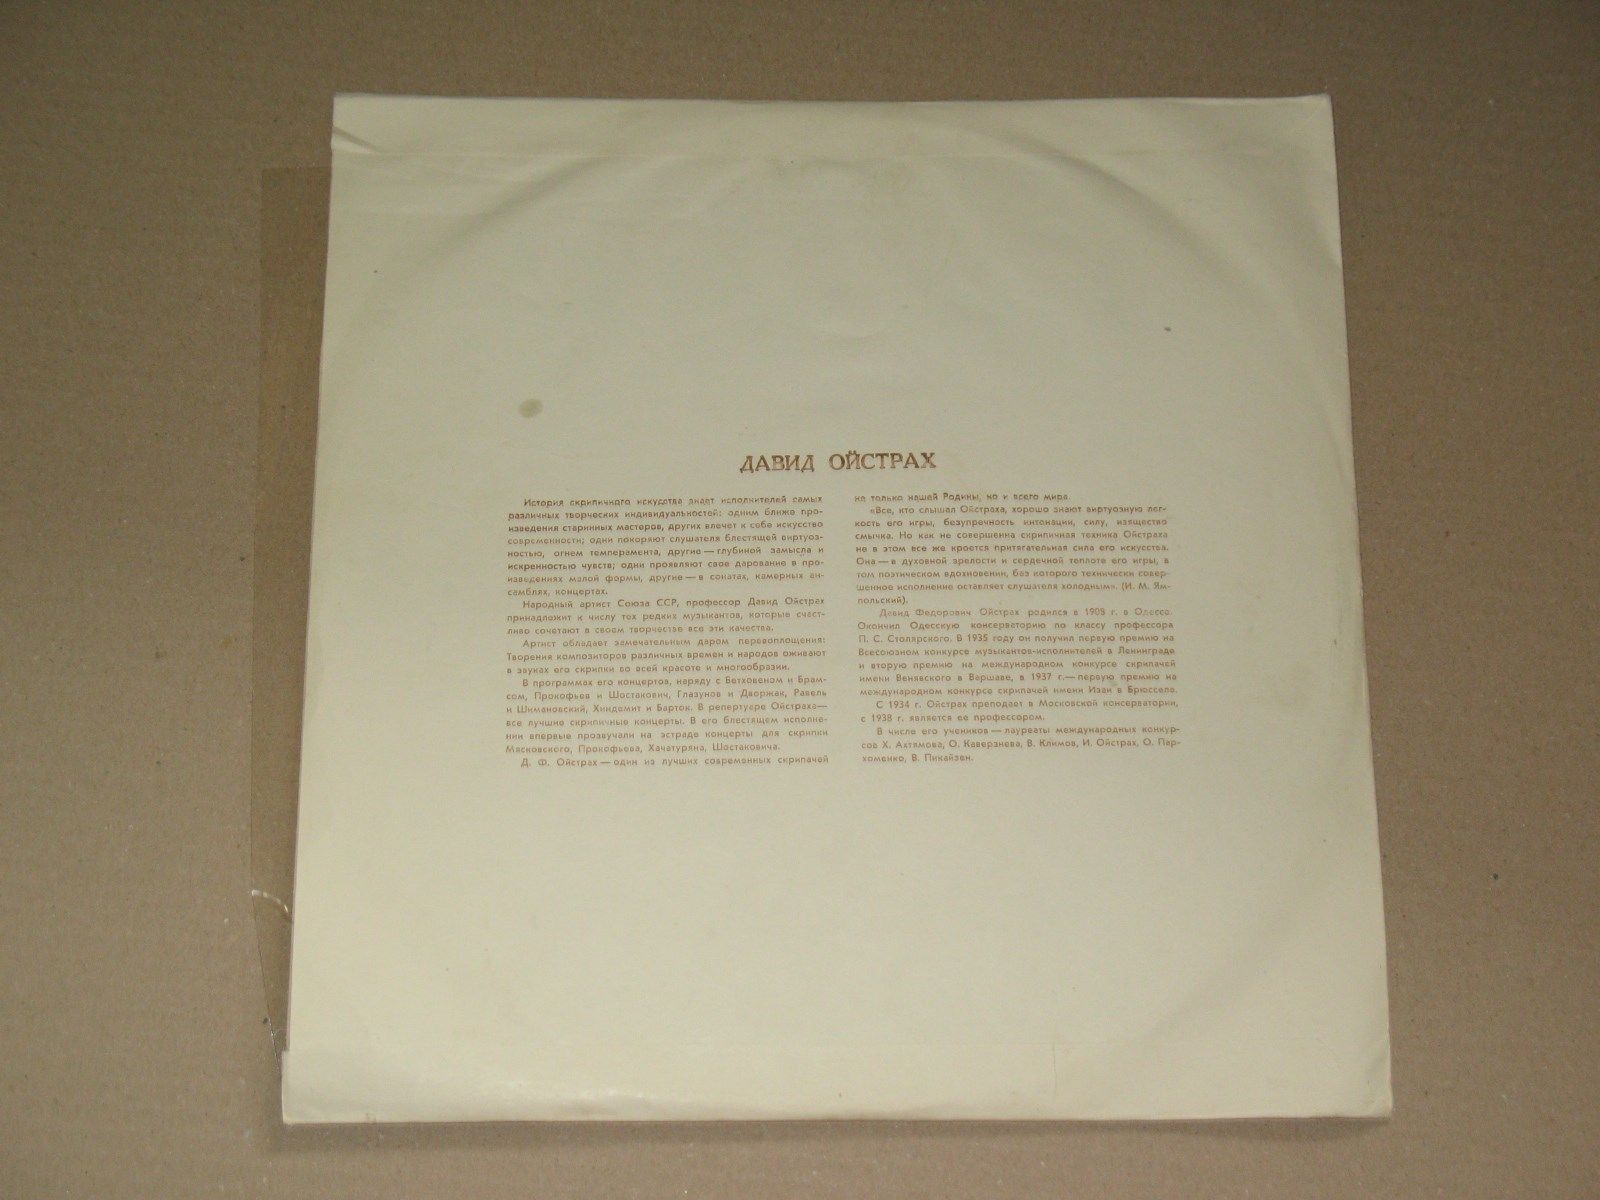 ДАВИД ОЙСТРАХ
История скрипичного искусства знает исполнителей самых
различных творческих индивидуальностей: одним ближе про-
изведения старинных мастеров, других влечет к себе искусство
современности; одни покоряют слушателя блестящей виртуоз-
ностью, огнем темперамента, другие — глубиной замысла и
искренностью чувств; одни проявляют свое дарование в про-
изведениях малой формы, другие — в сонатах, камерных ан-
самблях, концертах.
Народный артист Союза ССР, профессор Давид Ойстрах
принадлежит к числу тех редких музыкантов, которые счаст-
ливо сочетают в своем творчестве все эти качества.
Артист обладает замечательным даром перевоплощения:
Творения композиторов различных времен и народов оживают
в звуках его скрипки во всей красоте и многообразии.
В программах его концертов, наряду с Бетховеном и Брам-
сом, Прокофьев и Шостакович, Глазунов и Дворжак, Равель
и Шимановский, Хиндемит и Барток. В репертуаре Ойстраха—
все лучшие скрипичные концерты. В его блестящем исполне-
нии впервые прозвучали на эстраде концерты для скрипки
Мясковского, Прокофьева, Хачатуряна, Шостаковича.
Д. Ф. Ойстрах — один из лучших современных скрипачей
не только нашей Родины, но и всего мира.
«Все, кто слышал Ойстраха, хорошо знают виртуозную лег-
кость его игры, безупречность интонации, силу, изящество
смычка. Но как не совершенна скрипичная техника Ойстраха
не в этом все же кроется притягательная сила его искусства.
Она — в духовной зрелости и сердечной теплоте его игры, в
том поэтическом вдохновении, без которого технически совер-
шенное исполнение оставляет слушателя холодным». (И. М. Ям-
польский).
Давид Федорович Ойстрах родился в 1908 г. в Одессе.
Окончил Одесскую консерваторию по классу профессора
П. С. Столярского. В 1935 году он получил первую премию на
Всесоюзном конкурсе музыкантов-исполнителей в Ленинграде
и вторую премию на международном конкурсе скрипачей
имени Венявского в Варшаве, в 1937 г.— первую премию на
международном конкурсе скрипачей имени Изаи в Брюсселе.
С 1934 г. Ойстрах преподает в Московской консерватории,
с 1938 г. является ее профессором.
В числе его учеников — лауреаты международных конкур-
сов Х. Ахтямова, О. Каверзнева, В. Климов, И. Ойстрах, О. Пар-
хоменко, В. Пикайзен.